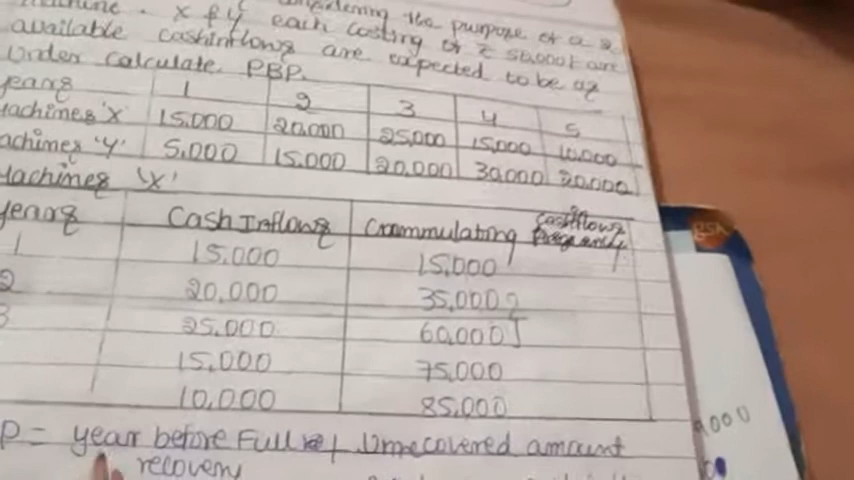 machine. X & Y each costing of ₹ 50,000 are
considering the purpose of a
available cashinflows are expected to be as
under calculate PBP.
years 1 2 3 4 5
Machines 'X' 15.000 20,000 25,000 15,000 10,000
achines 'Y' 5.000 15.000 20.000 30,000 20,000
Machines 'X'
years Cash Inflows Commulating Cashflows
1 15.000 15.000
2 20.000 35,000
3 25.000 60,000
15.000 75,000
10,000 85,000
P = year before Full re + Unrecovered amount
recovery